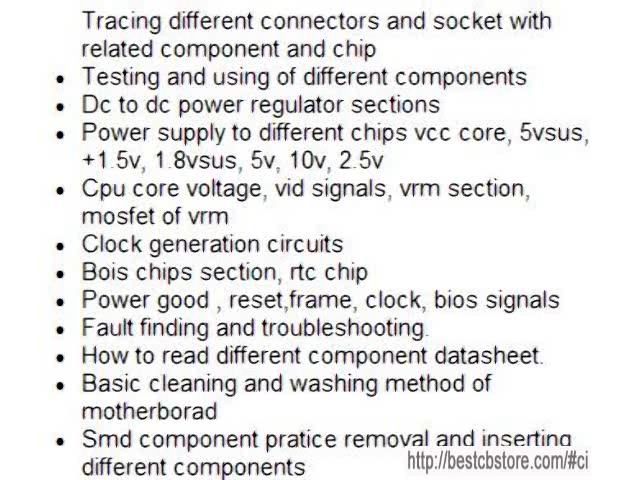 Tracing different connectors and socket with
related component and chip
• Testing and using of different components
• Dc to dc power regulator sections
• Power supply to different chips vcc core, 5vsus,
+1.5v, 1.8vsus, 5v, 10v, 2.5v
• Cpu core voltage, vid signals, vrm section,
mosfet of vrm
• Clock generation circuits
• Bois chips section, rtc chip
• Power good , reset,frame, clock, bios signals
• Fault finding and troubleshooting.
• How to read different component datasheet.
• Basic cleaning and washing method of
motherborad
• Smd component pratice removal and inserting
different components
http://bestcbstore.com/#ci